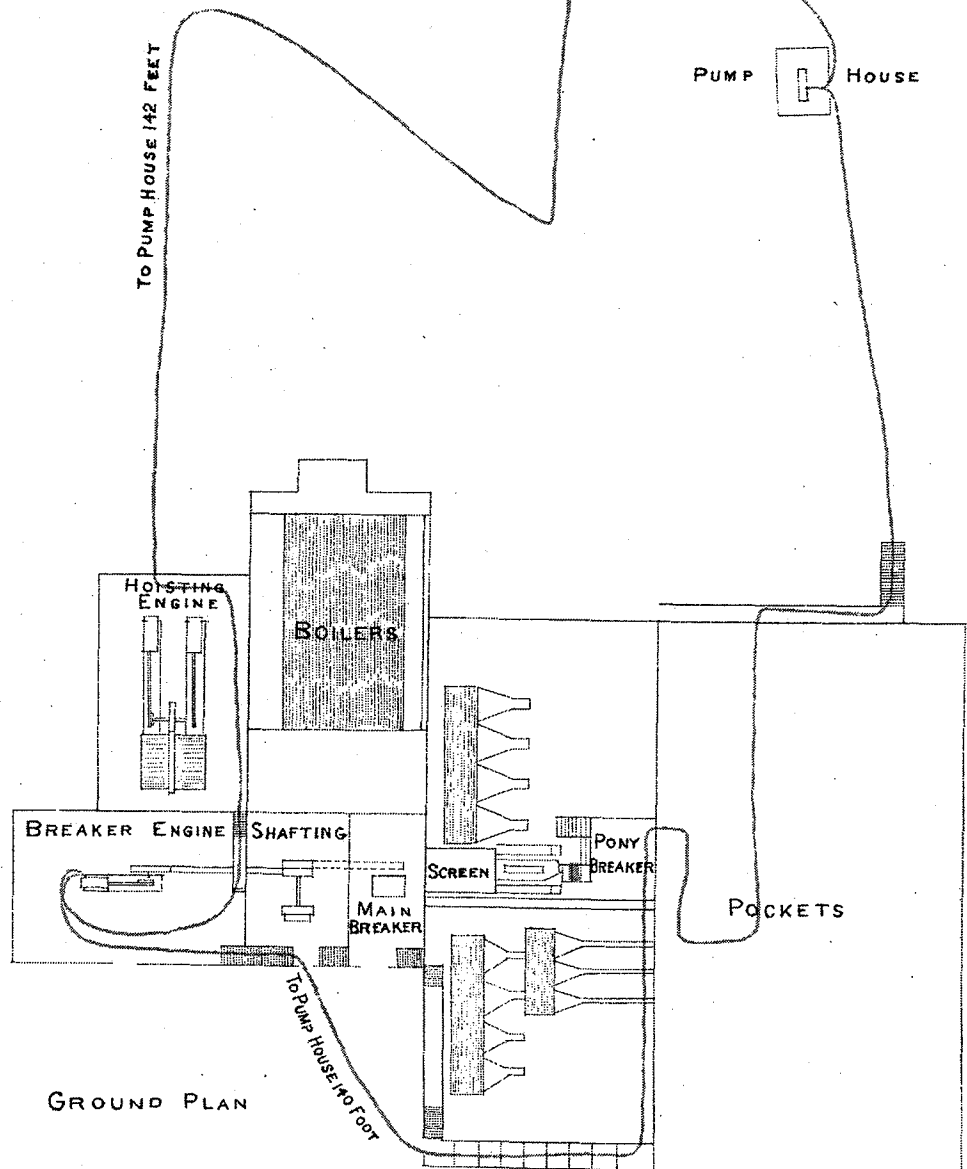 PUMP HOUSE
TO PUMP HOUSE 142 FEET
HOISTING
ENGINE
BOILERS
BREAKER ENGINE
SHAFTING
MAIN
BREAKER
SCREEN
PONY
BREAKER
POCKETS
TO PUMP HOUSE 140 FOOT
GROUND PLAN